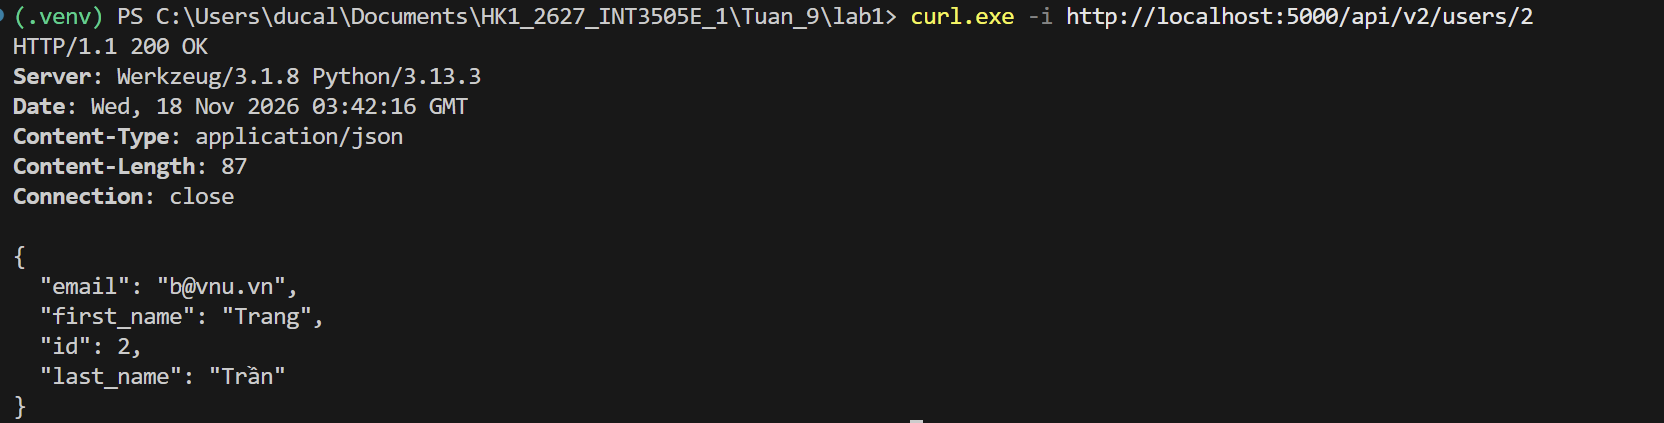 (.venv) PS C:\Users\ducal\Documents\HK1_2627_INT3505E_1\Tuan_9\lab1> curl.exe -i http://localhost:5000/api/v2/users/2
HTTP/1.1 200 OK
Server: Werkzeug/3.1.8 Python/3.13.3
Date: Wed, 18 Nov 2026 03:42:16 GMT
Content-Type: application/json
Content-Length: 87
Connection: close

{
  "email": "b@vnu.vn",
  "first_name": "Trang",
  "id": 2,
  "last_name": "Trần"
}